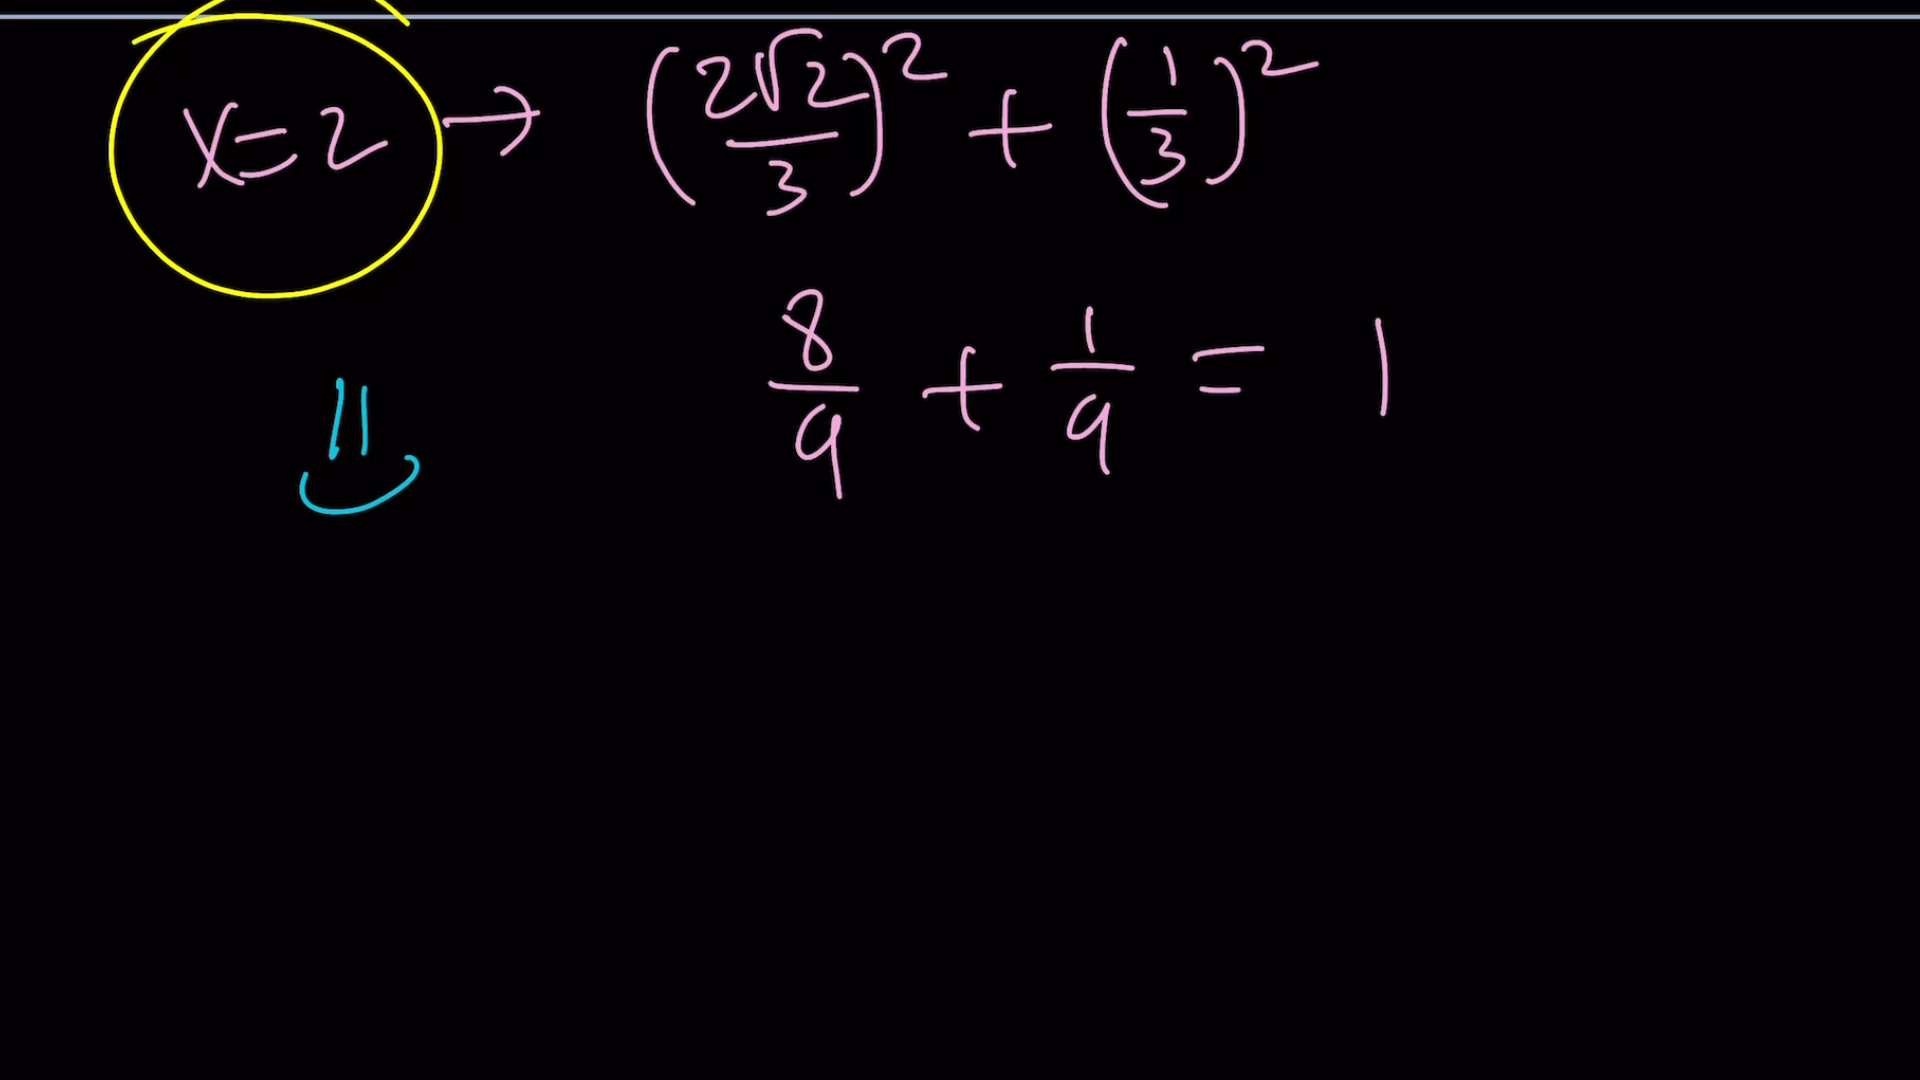 x=2 → (2√2/3)² + (1/3)²
8/9 + 1/9 = 1